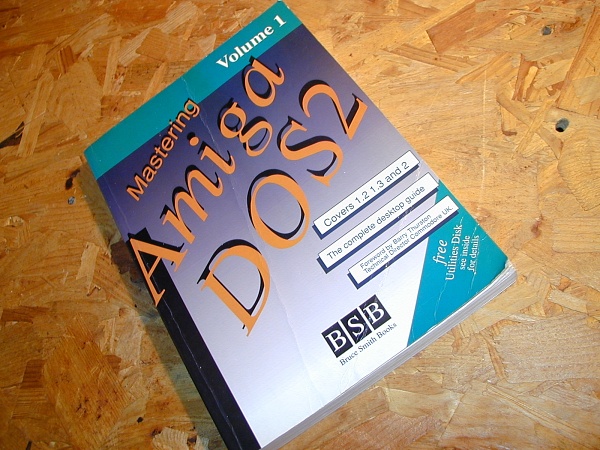 Volume 1
Mastering
Amiga
DOS2
Covers 1.2 1.3 and 2
The complete desktop guide
Foreword by Barry Thurston
Technical Director Commodore UK
free
Utilities Disk
see inside
for details
BSB
Bruce Smith Books